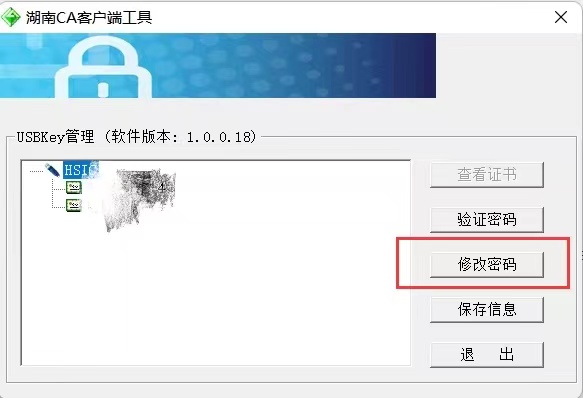 湖南CA客户端工具
USBKey管理 (软件版本: 1.0.0.18)
查看证书
验证密码
修改密码
保存信息
退 出